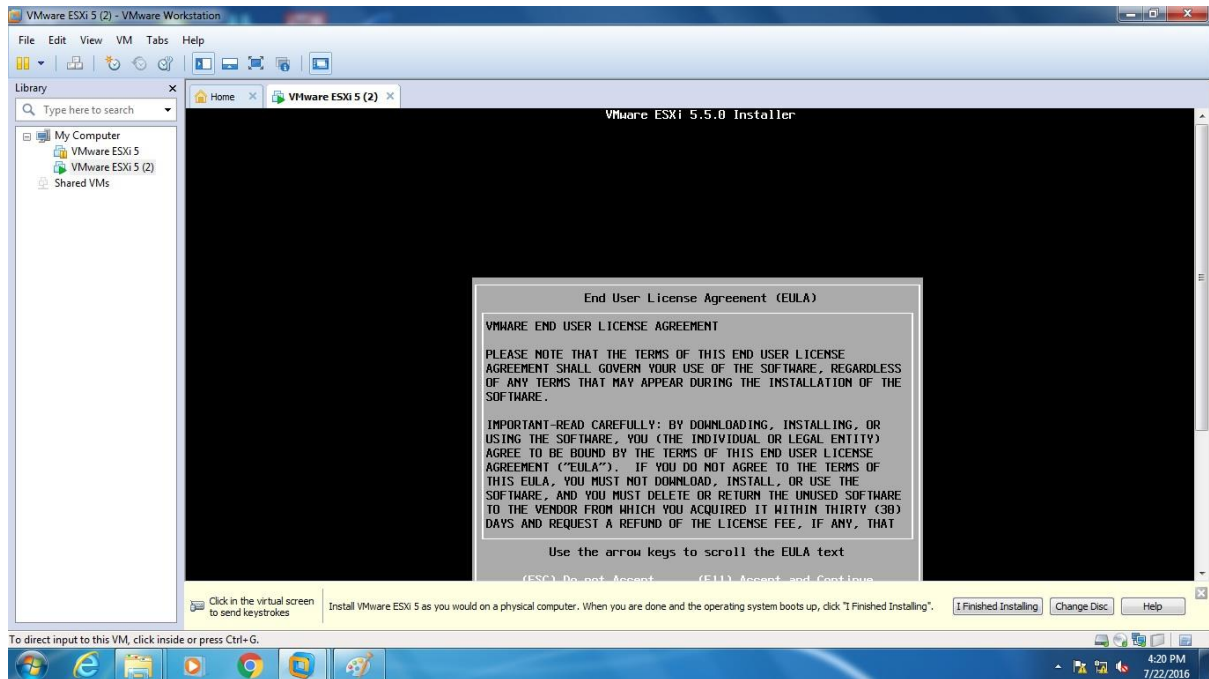 VMware ESXi 5 (2) - VMware Workstation
File Edit View VM Tabs Help
Library
Type here to search
My Computer
VMware ESXi 5
VMware ESXi 5 (2)
Shared VMs
Home
VMware ESXi 5 (2)
VMware ESXi 5.5.0 Installer
End User License Agreement (EULA)
VMWARE END USER LICENSE AGREEMENT
PLEASE NOTE THAT THE TERMS OF THIS END USER LICENSE
AGREEMENT SHALL GOVERN YOUR USE OF THE SOFTWARE, REGARDLESS
OF ANY TERMS THAT MAY APPEAR DURING THE INSTALLATION OF THE
SOFTWARE.
IMPORTANT-READ CAREFULLY: BY DOWNLOADING, INSTALLING, OR
USING THE SOFTWARE, YOU (THE INDIVIDUAL OR LEGAL ENTITY)
AGREE TO BE BOUND BY THE TERMS OF THIS END USER LICENSE
AGREEMENT ("EULA"). IF YOU DO NOT AGREE TO THE TERMS OF
THIS EULA, YOU MUST NOT DOWNLOAD, INSTALL, OR USE THE
SOFTWARE, AND YOU MUST DELETE OR RETURN THE UNUSED SOFTWARE
TO THE VENDOR FROM WHICH YOU ACQUIRED IT WITHIN THIRTY (30)
DAYS AND REQUEST A REFUND OF THE LICENSE FEE, IF ANY, THAT
Use the arrow keys to scroll the EULA text
(ESC) Do not Accept (F11) Accept and Continue
Click in the virtual screen
to send keystrokes
Install VMware ESXi 5 as you would on a physical computer. When you are done and the operating system boots up, click "I Finished Installing".
I Finished Installing
Change Disc
Help
To direct input to this VM, click inside or press Ctrl+G.
4:20 PM
7/22/2016